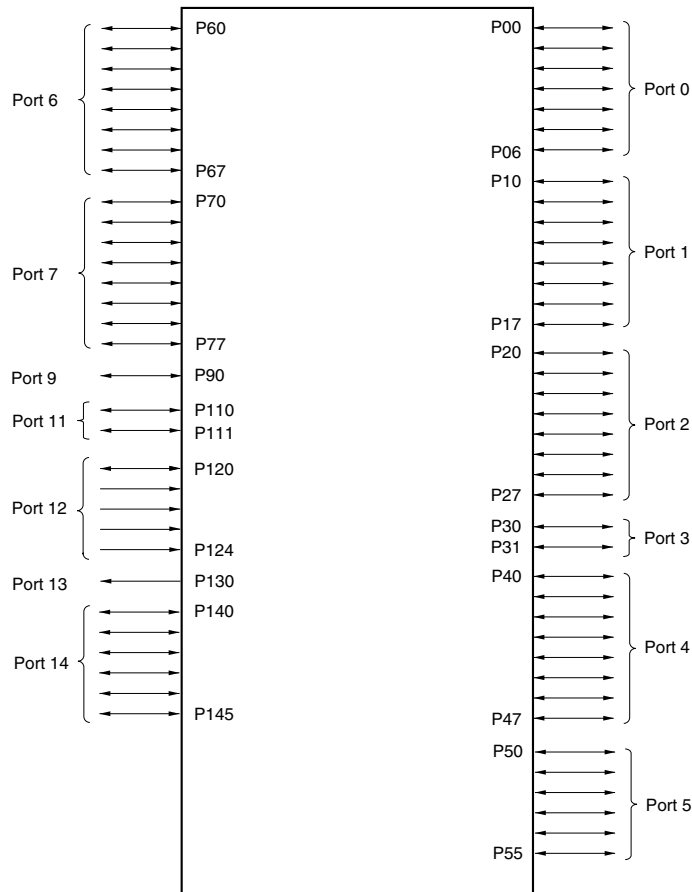 P60
Port 6
P67
P70
Port 7
P77
Port 9
P90
P110
Port 11
P111
P120
Port 12
P124
Port 13
P130
P140
Port 14
P145
P00
Port 0
P06
P10
Port 1
P17
P20
Port 2
P27
P30
Port 3
P31
P40
Port 4
P47
P50
Port 5
P55